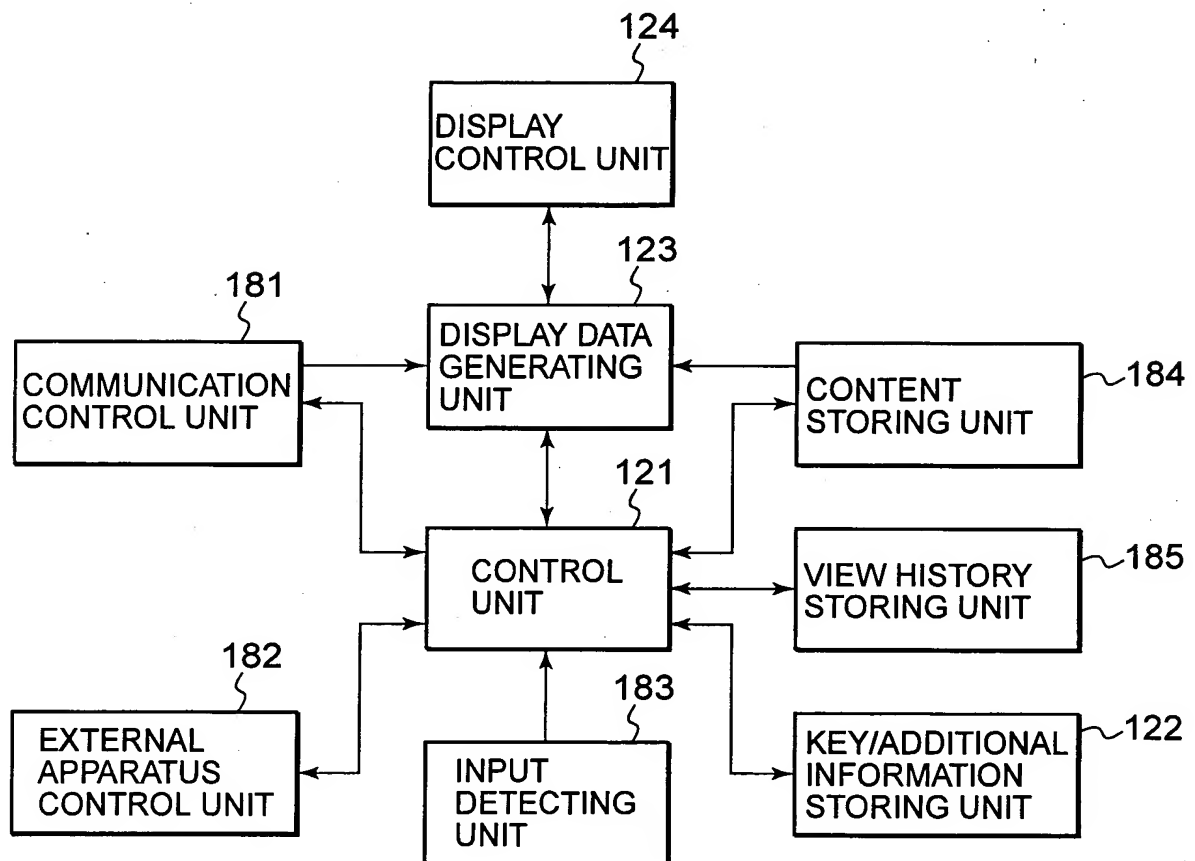 124
DISPLAY
CONTROL UNIT
123
DISPLAY DATA
GENERATING
UNIT
181
COMMUNICATION
CONTROL UNIT
184
CONTENT
STORING UNIT
121
CONTROL
UNIT
185
VIEW HISTORY
STORING UNIT
182
EXTERNAL
APPARATUS
CONTROL UNIT
183
INPUT
DETECTING
UNIT
122
KEY/ADDITIONAL
INFORMATION
STORING UNIT